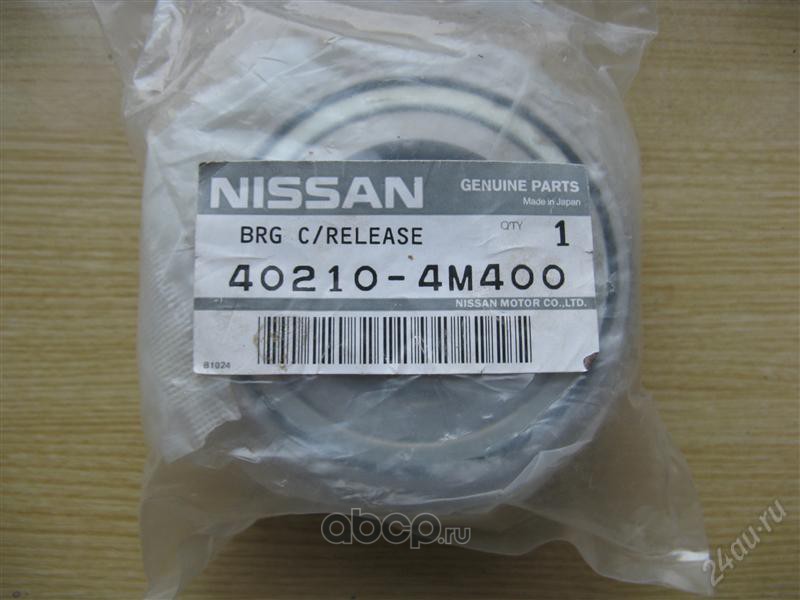 NISSAN
GENUINE PARTS
Made in Japan
BRG C/RELEASE QTY 1
40210-4M400
NISSAN MOTOR CO.,LTD.
81024
abcp.ru
24au.ru